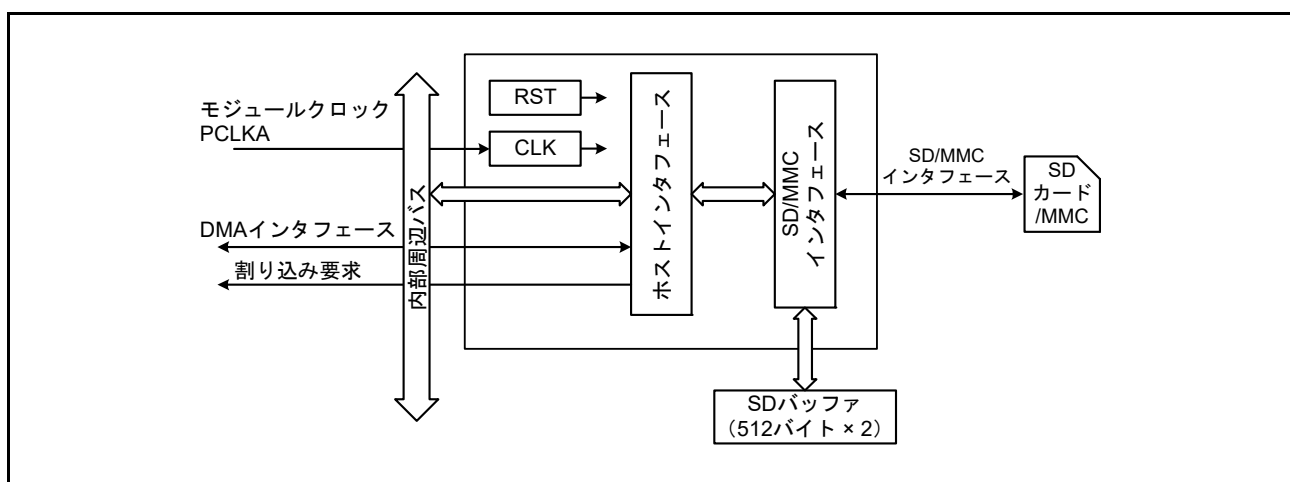 モジュールクロック
PCLKA
RST
CLK
DMAインタフェース
割り込み要求
内部周辺バス
ホストインタフェース
SD/MMC
インタフェース
SD/MMC
インタフェース
SD
カード
/MMC
SDバッファ
（512バイト × 2）